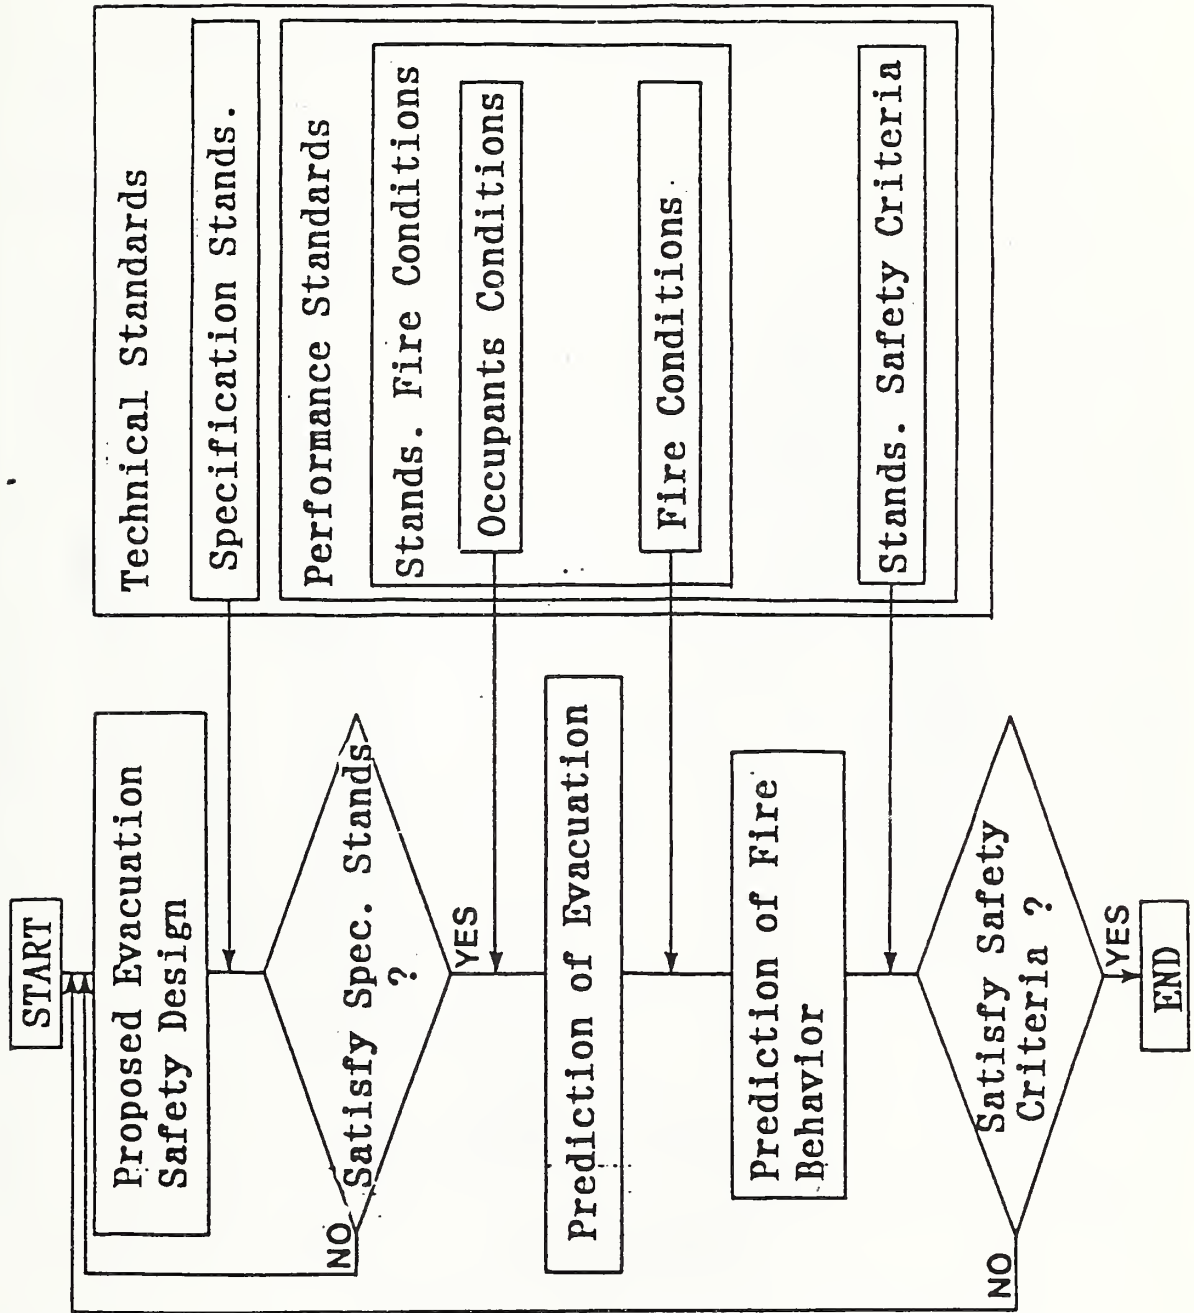 START
Proposed Evacuation
Safety Design
Satisfy Spec. Stands
?
NO
YES
Prediction of Evacuation
Prediction of Fire
Behavior
Satisfy Safety
Criteria ?
NO
YES
END
Technical Standards
Specification Stands.
Performance Standards
Stands. Fire Conditions
Occupants Conditions
Fire Conditions
Stands. Safety Criteria